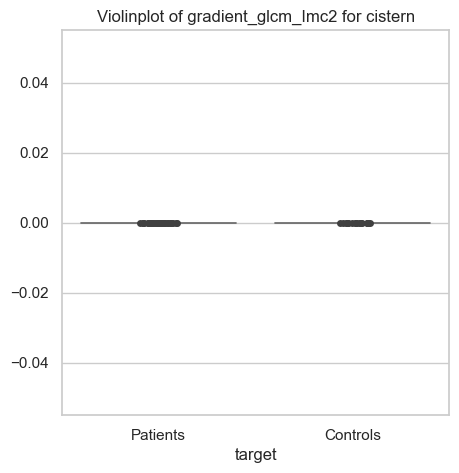 Violinplot of gradient_glcm_Imc2 for cistern
0.04
0.02
0.00
−0.02
−0.04
Patients
Controls
target